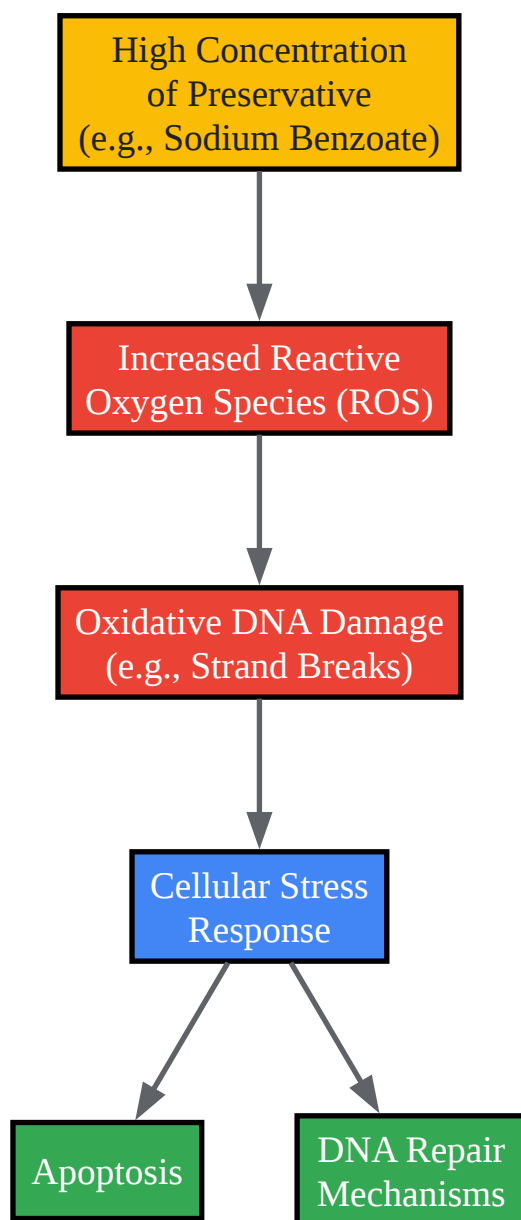 High Concentration
of Preservative
(e.g., Sodium Benzoate)
Increased Reactive
Oxygen Species (ROS)
Oxidative DNA Damage
(e.g., Strand Breaks)
Cellular Stress
Response
Apoptosis
DNA Repair
Mechanisms